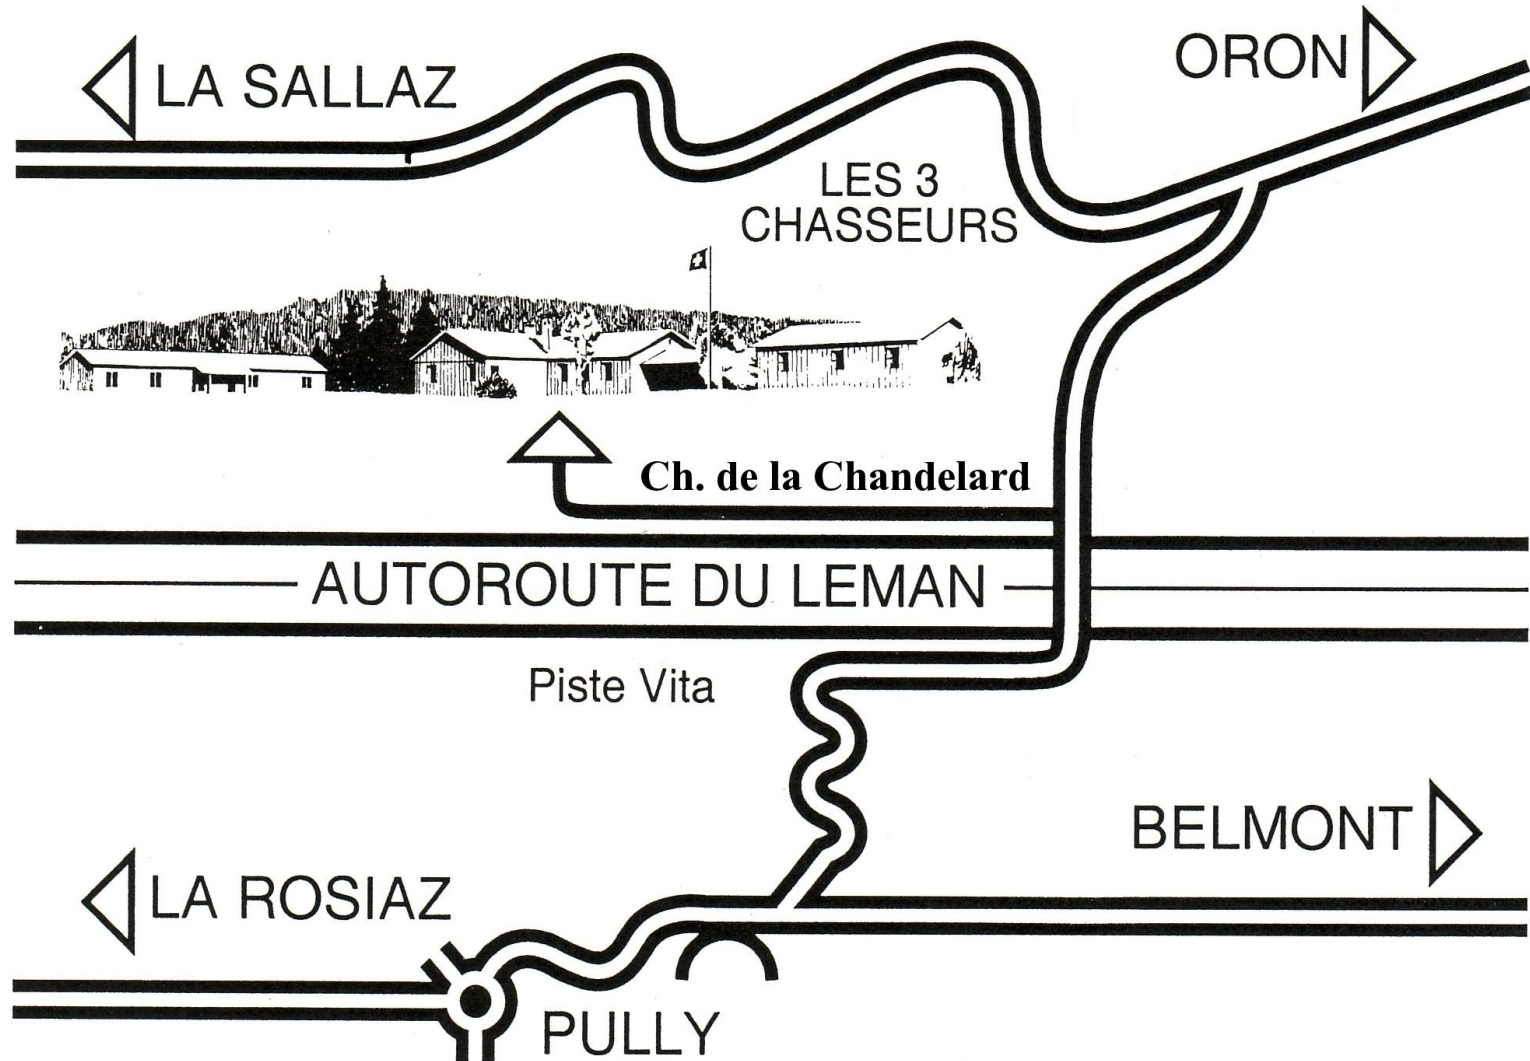 LA SALLAZ
ORON
LES 3
CHASSEURS
Ch. de la Chandelard
AUTOROUTE DU LEMAN
Piste Vita
BELMONT
LA ROSIAZ
PULLY